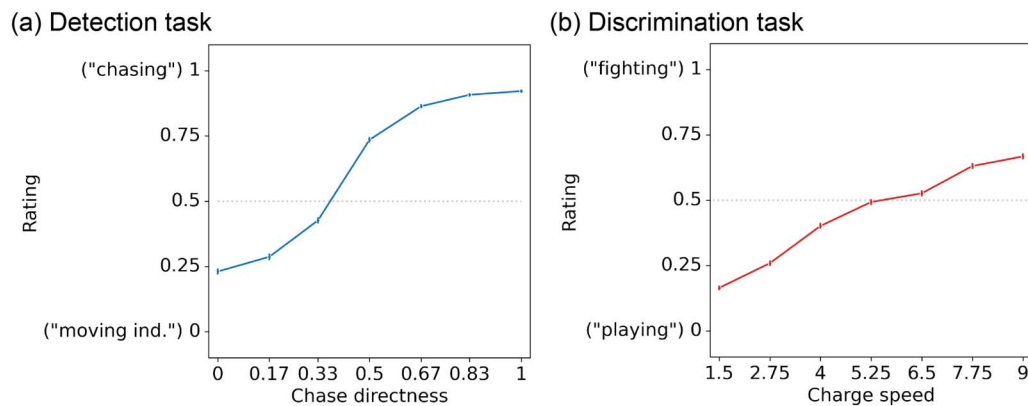 (a) Detection task
("chasing") 1
0.75
0.5
0.25
("moving ind.") 0
Rating
0 0.17 0.33 0.5 0.67 0.83 1
Chase directness
(b) Discrimination task
("fighting") 1
0.75
0.5
0.25
("playing") 0
Rating
1.5 2.75 4 5.25 6.5 7.75 9
Charge speed